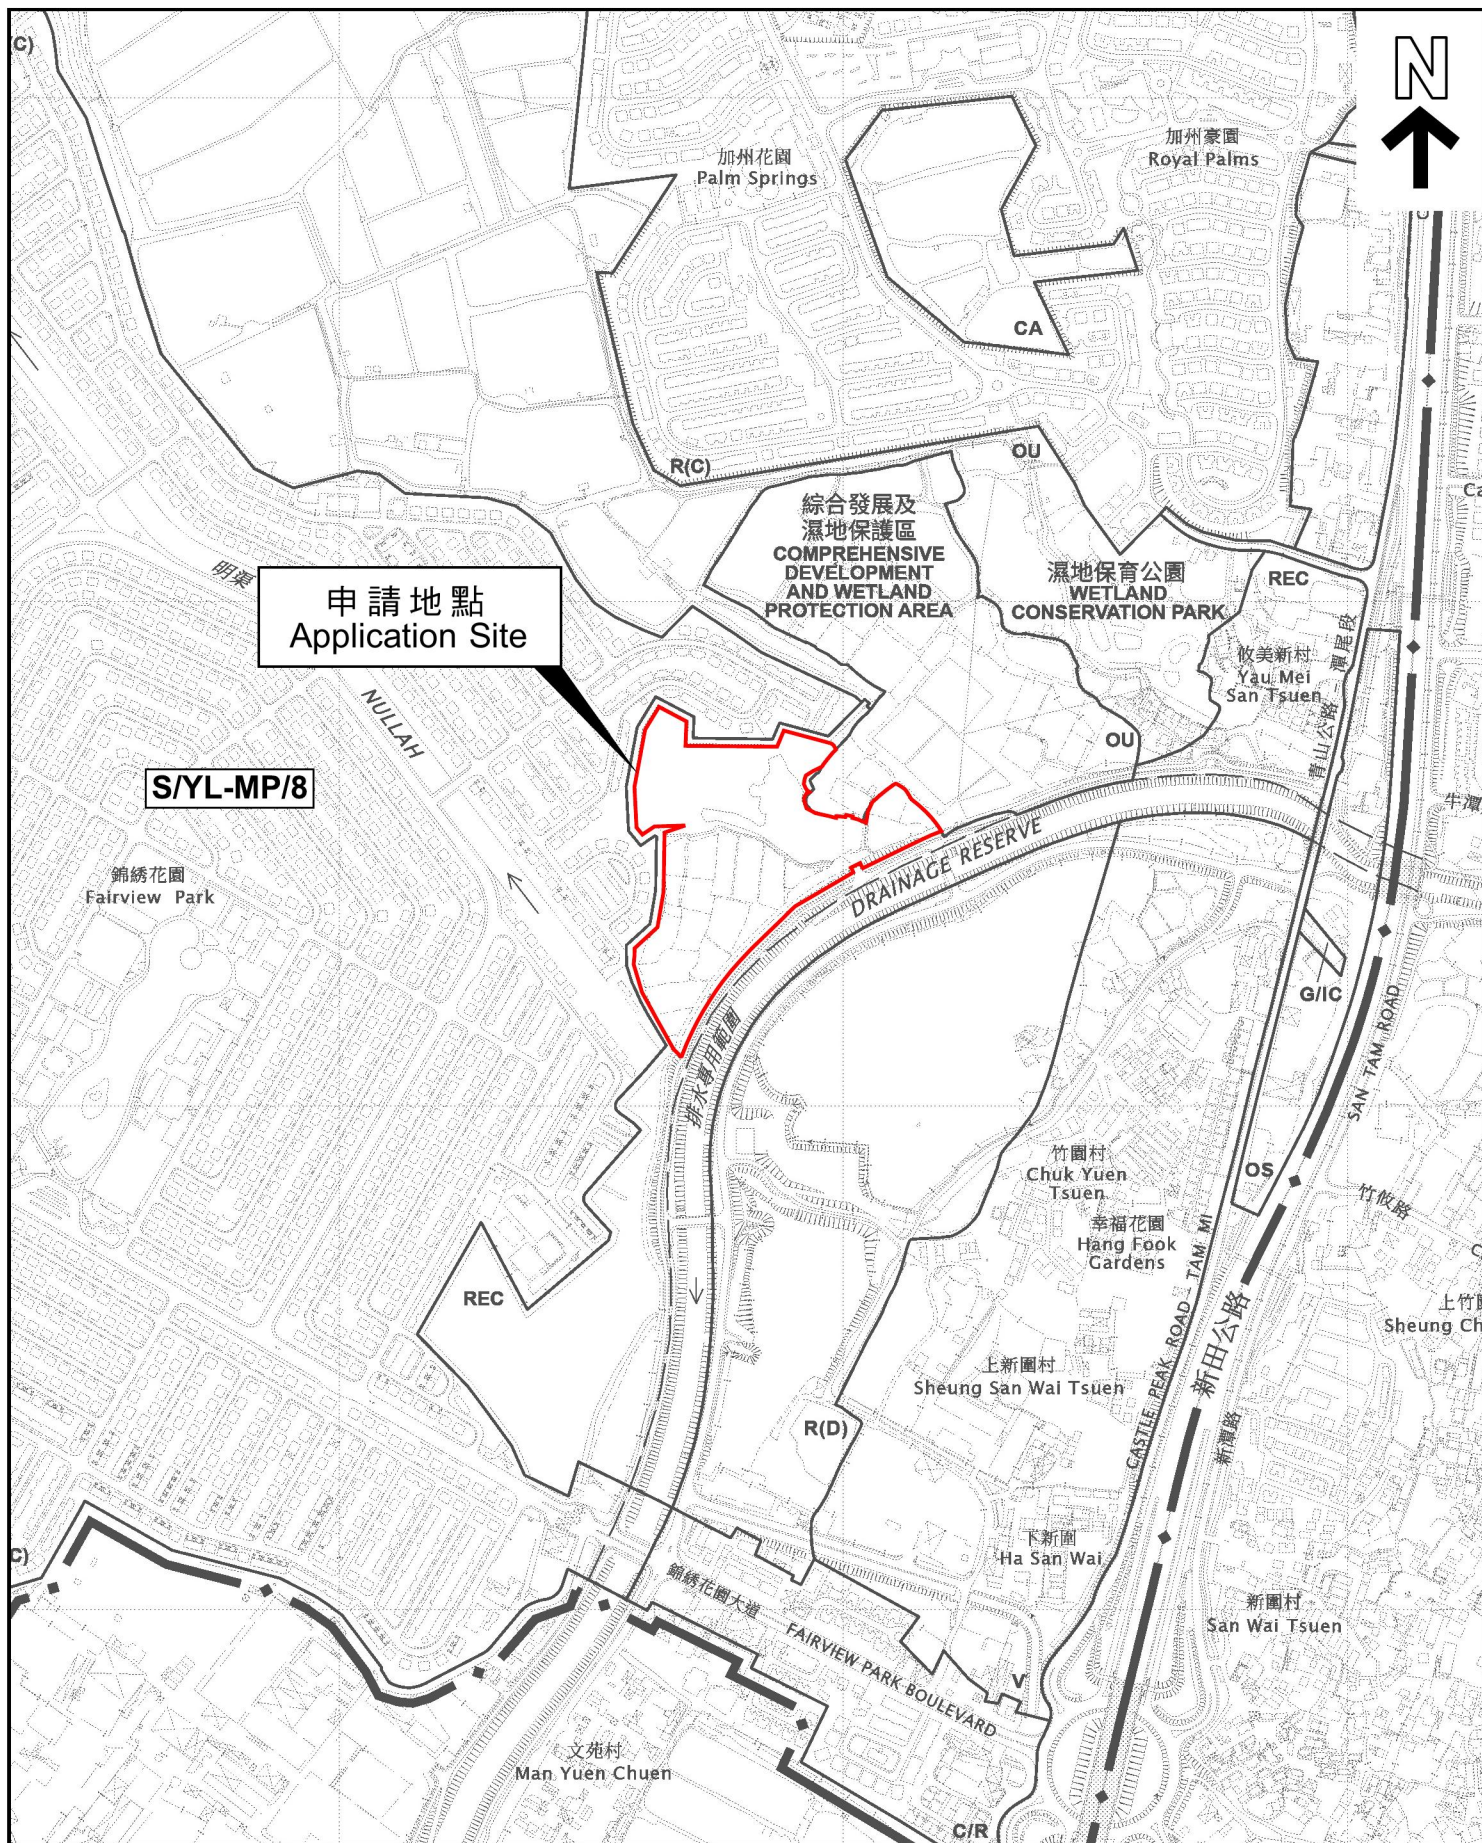 C)
N
加州花園
Palm Springs
加州豪園
Royal Palms
CA
R(C)
OU
綜合發展及
濕地保護區
COMPREHENSIVE
DEVELOPMENT
AND WETLAND
PROTECTION AREA
濕地保育公園
WETLAND
CONSERVATION PARK
REC
明渠
NULLAH
申請地點
Application Site
攸美新村
Yau Mei
San Tsuen
青山公路 - 潭尾段
OU
S/YL-MP/8
錦綉花園
Fairview Park
DRAINAGE RESERVE
排水專用範圍
G/IC
SAN TAM ROAD
竹園村
Chuk Yuen
Tsuen
OS
竹攸路
幸福花園
Hang Fook
Gardens
REC
新田公路
Sheung Ch
上新圍村
Sheung San Wai Tsuen
CASTLE PEAK ROAD - TAM MI
新潭路
R(D)
下新圍
Ha San Wai
C)
錦綉花園大道
FAIRVIEW PARK BOULEVARD
新圍村
San Wai Tsuen
V
文苑村
Man Yuen Chuen
C/R